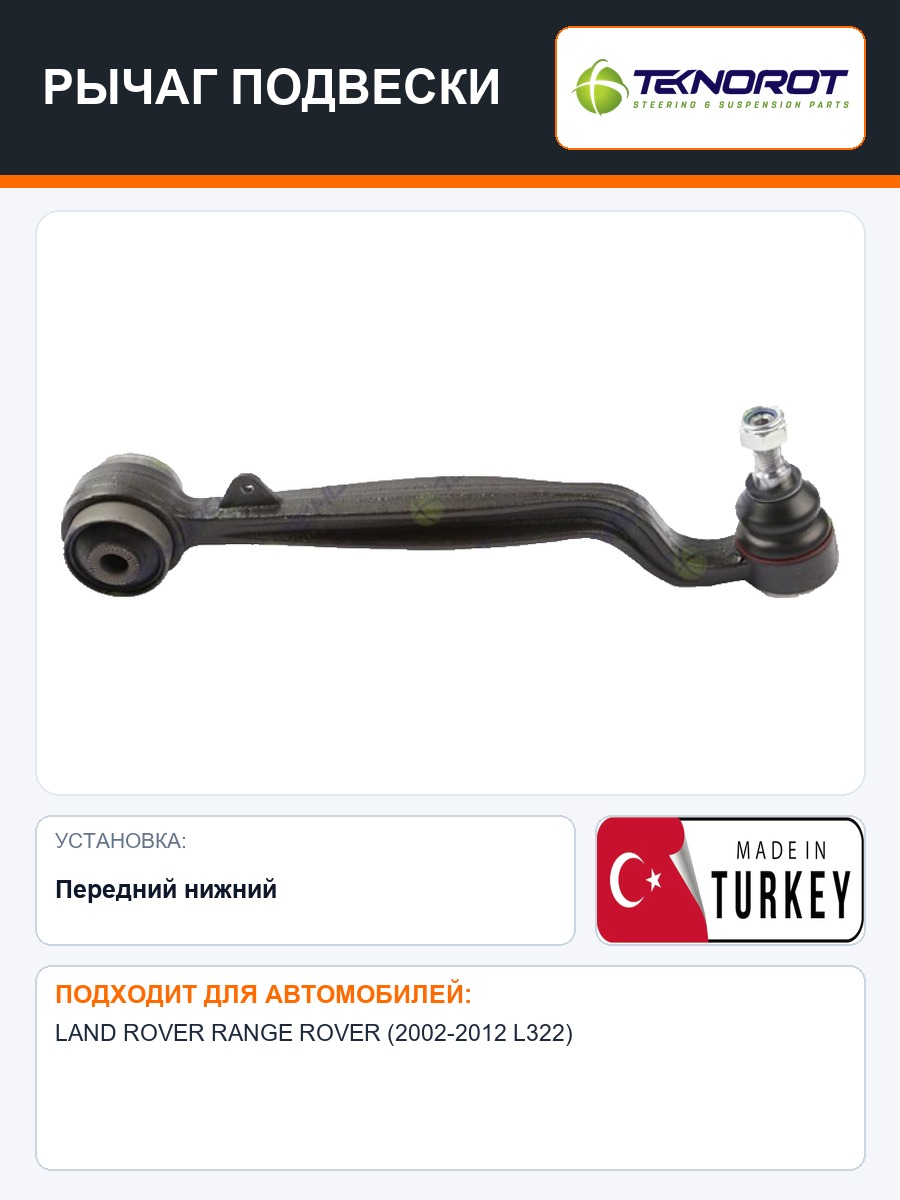 РЫЧАГ ПОДВЕСКИ
TEKNOROT
STEERING & SUSPENSION PARTS
УСТАНОВКА:
Передний нижний
MADE IN
TURKEY
ПОДХОДИТ ДЛЯ АВТОМОБИЛЕЙ:
LAND ROVER RANGE ROVER (2002-2012 L322)